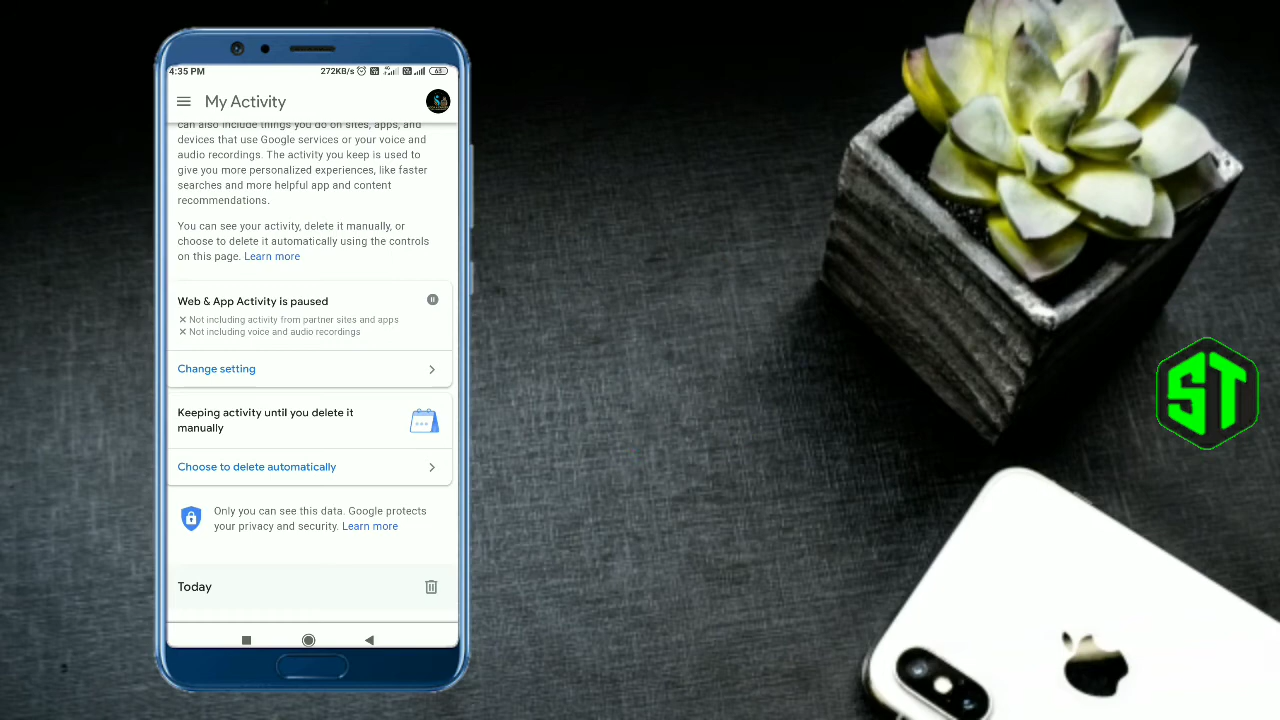 4:35 PM
272KB/s
63
My Activity
can also include things you do on sites, apps, and
devices that use Google services or your voice and
audio recordings. The activity you keep is used to
give you more personalized experiences, like faster
searches and more helpful app and content
recommendations.
You can see your activity, delete it manually, or
choose to delete it automatically using the controls
on this page. Learn more
Web & App Activity is paused
Not including activity from partner sites and apps
Not including voice and audio recordings
Change setting
Keeping activity until you delete it
manually
Choose to delete automatically
Only you can see this data. Google protects
your privacy and security. Learn more
Today
ST